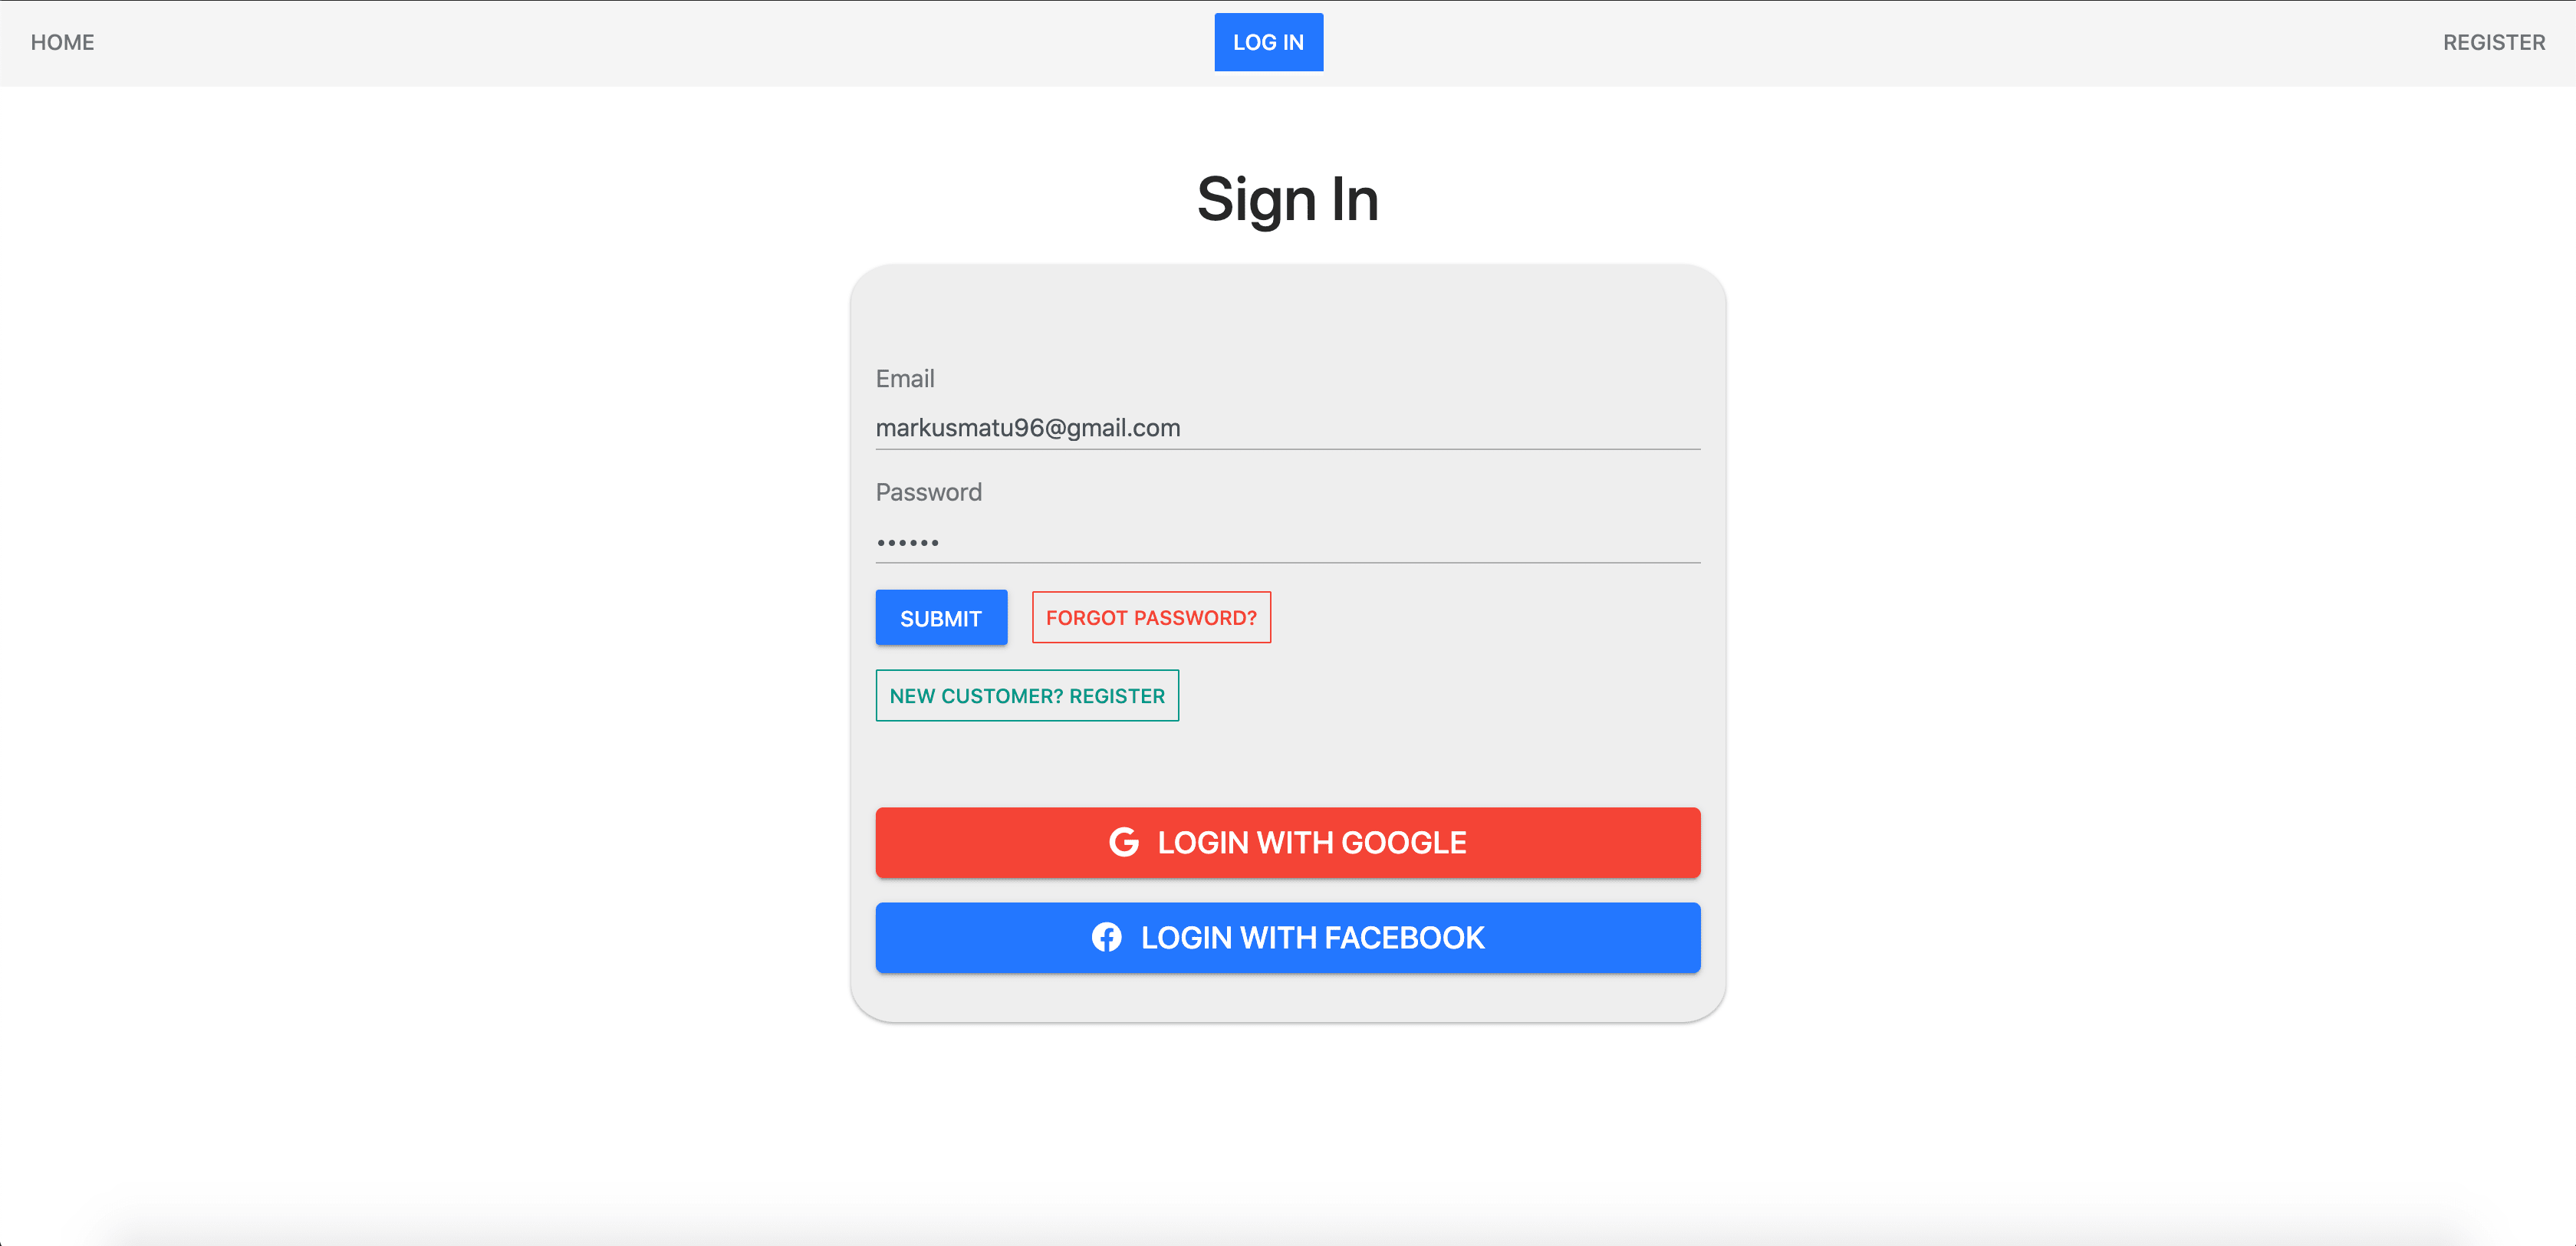 HOME LOG IN REGISTER
Sign In
Email
markusmatu96@gmail.com
Password
••••••
SUBMIT FORGOT PASSWORD?
NEW CUSTOMER? REGISTER
LOGIN WITH GOOGLE
LOGIN WITH FACEBOOK